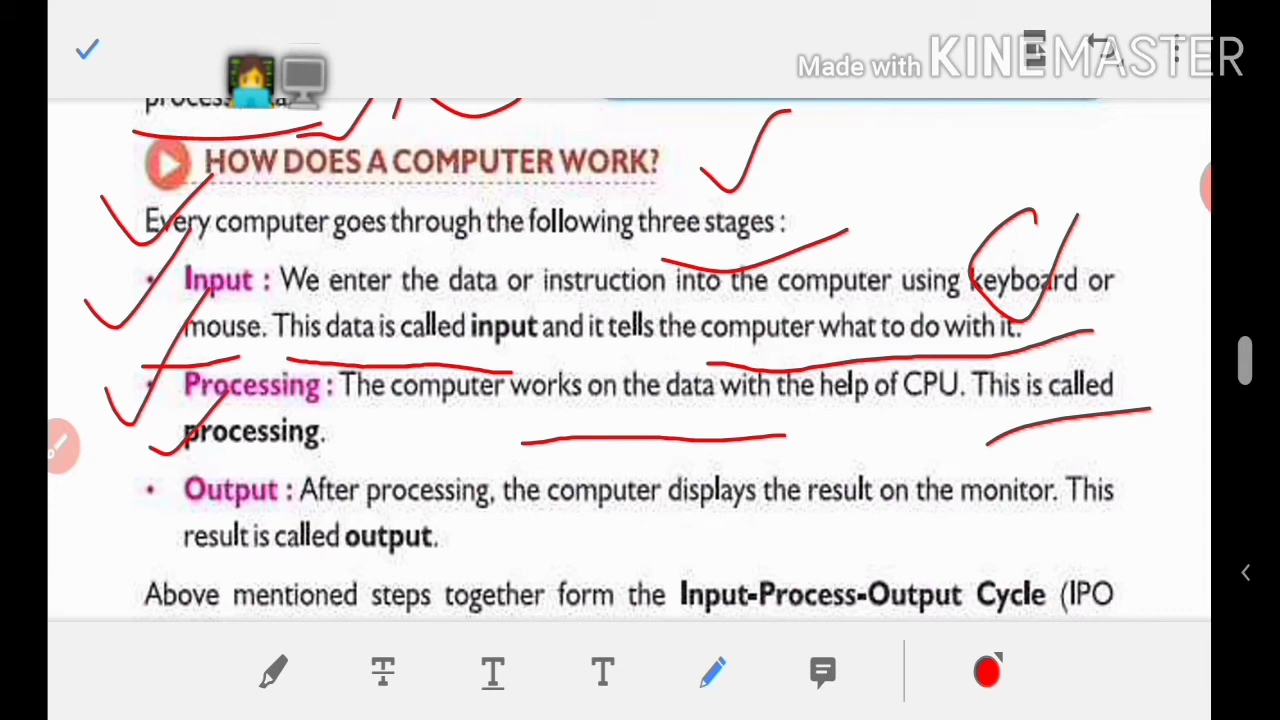 Made with KINEMASTER
HOW DOES A COMPUTER WORK?
Every computer goes through the following three stages :
• Input : We enter the data or instruction into the computer using keyboard or
mouse. This data is called input and it tells the computer what to do with it.
• Processing : The computer works on the data with the help of CPU. This is called
processing.
• Output : After processing, the computer displays the result on the monitor. This
result is called output.
Above mentioned steps together form the Input-Process-Output Cycle (IPO
T T T